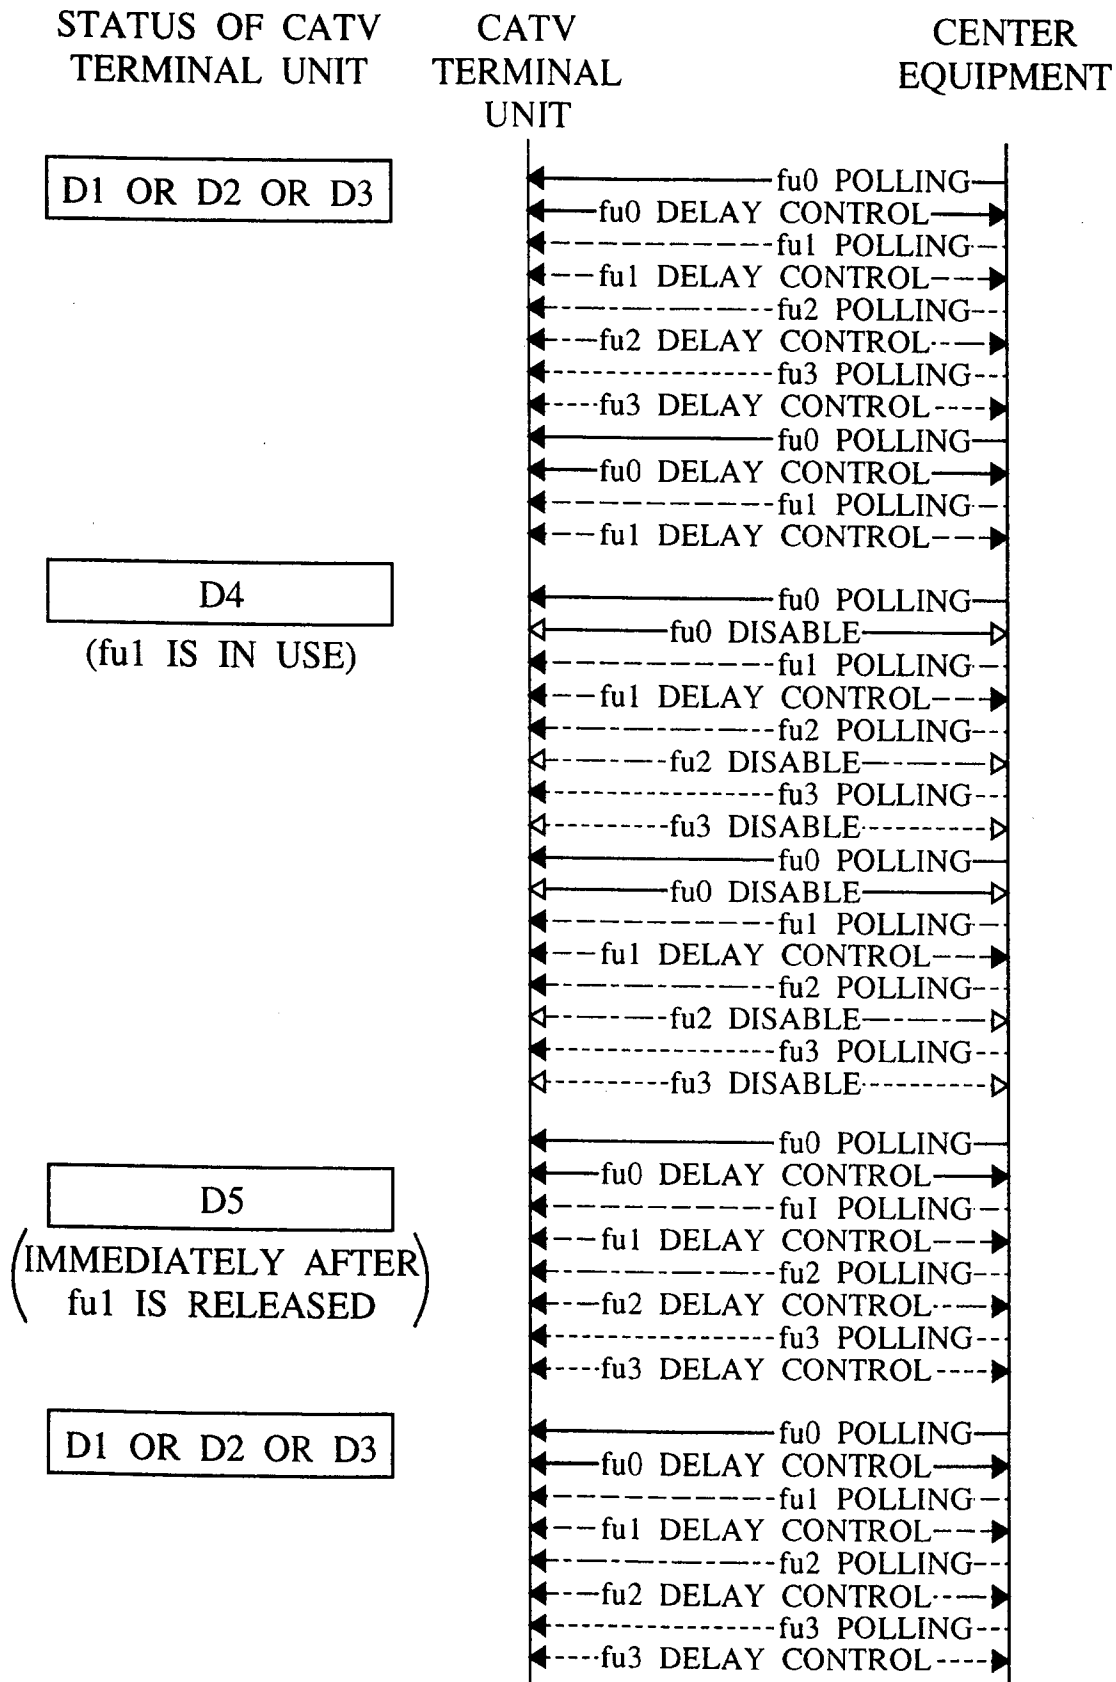 STATUS OF CATV
TERMINAL UNIT
CATV
TERMINAL
UNIT
CENTER
EQUIPMENT
D1 OR D2 OR D3
fu0 POLLING
fu0 DELAY CONTROL
fu1 POLLING
fu1 DELAY CONTROL
fu2 POLLING
fu2 DELAY CONTROL
fu3 POLLING
fu3 DELAY CONTROL
fu0 POLLING
fu0 DELAY CONTROL
fu1 POLLING
fu1 DELAY CONTROL
D4
(fu1 IS IN USE)
fu0 POLLING
fu0 DISABLE
fu1 POLLING
fu1 DELAY CONTROL
fu2 POLLING
fu2 DISABLE
fu3 POLLING
fu3 DISABLE
fu0 POLLING
fu0 DISABLE
fu1 POLLING
fu1 DELAY CONTROL
fu2 POLLING
fu2 DISABLE
fu3 POLLING
fu3 DISABLE
D5
(IMMEDIATELY AFTER
fu1 IS RELEASED)
fu0 POLLING
fu0 DELAY CONTROL
fu1 POLLING
fu1 DELAY CONTROL
fu2 POLLING
fu2 DELAY CONTROL
fu3 POLLING
fu3 DELAY CONTROL
D1 OR D2 OR D3
fu0 POLLING
fu0 DELAY CONTROL
fu1 POLLING
fu1 DELAY CONTROL
fu2 POLLING
fu2 DELAY CONTROL
fu3 POLLING
fu3 DELAY CONTROL